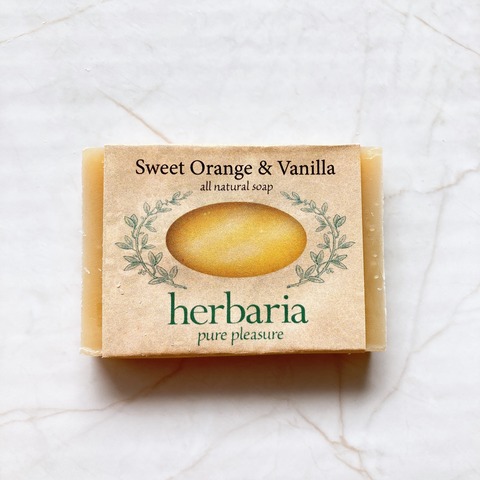 Sweet Orange & Vanilla
all natural soap
herbaria
pure pleasure